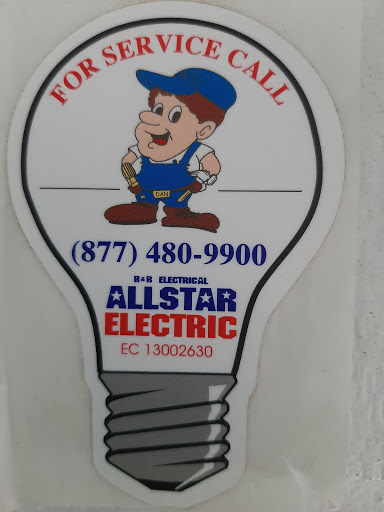 FOR SERVICE CALL
DAN
(877) 480-9900
R&R ELECTRICAL
ALLSTAR
ELECTRIC
EC 13002630